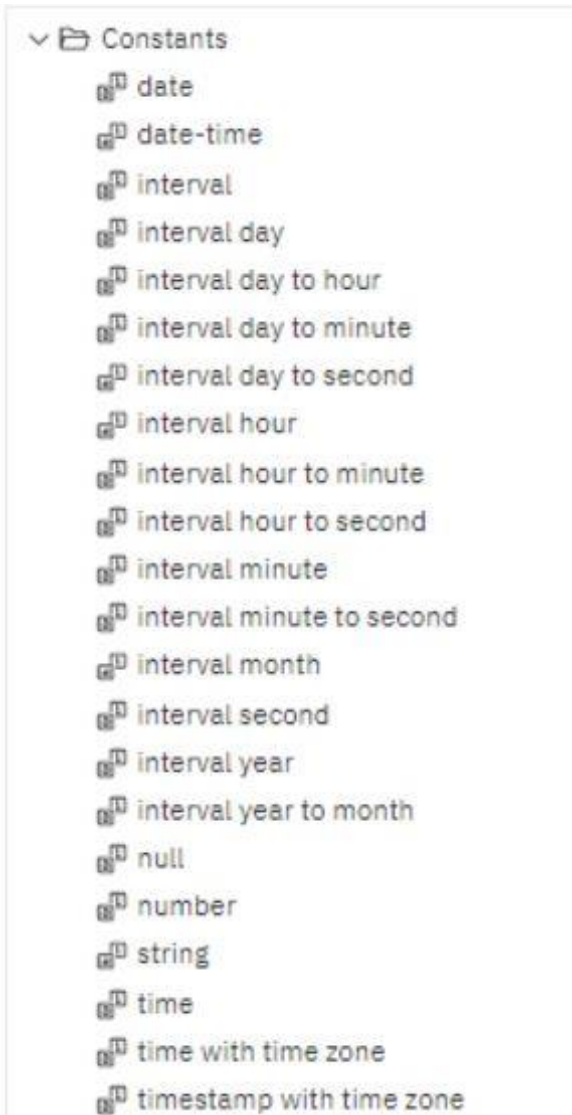 Constants
date
date-time
interval
interval day
interval day to hour
interval day to minute
interval day to second
interval hour
interval hour to minute
interval hour to second
interval minute
interval minute to second
interval month
interval second
interval year
interval year to month
null
number
string
time
time with time zone
timestamp with time zone